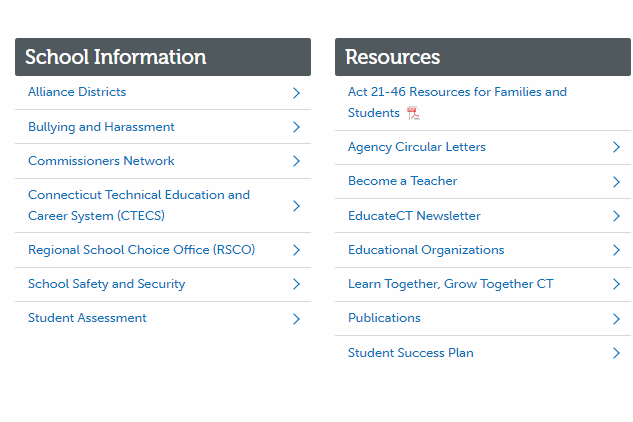 School Information
Alliance Districts
Bullying and Harassment
Commissioners Network
Connecticut Technical Education and
Career System (CTECS)
Regional School Choice Office (RSCO)
School Safety and Security
Student Assessment
Resources
Act 21-46 Resources for Families and
Students
Agency Circular Letters
Become a Teacher
EducateCT Newsletter
Educational Organizations
Learn Together, Grow Together CT
Publications
Student Success Plan